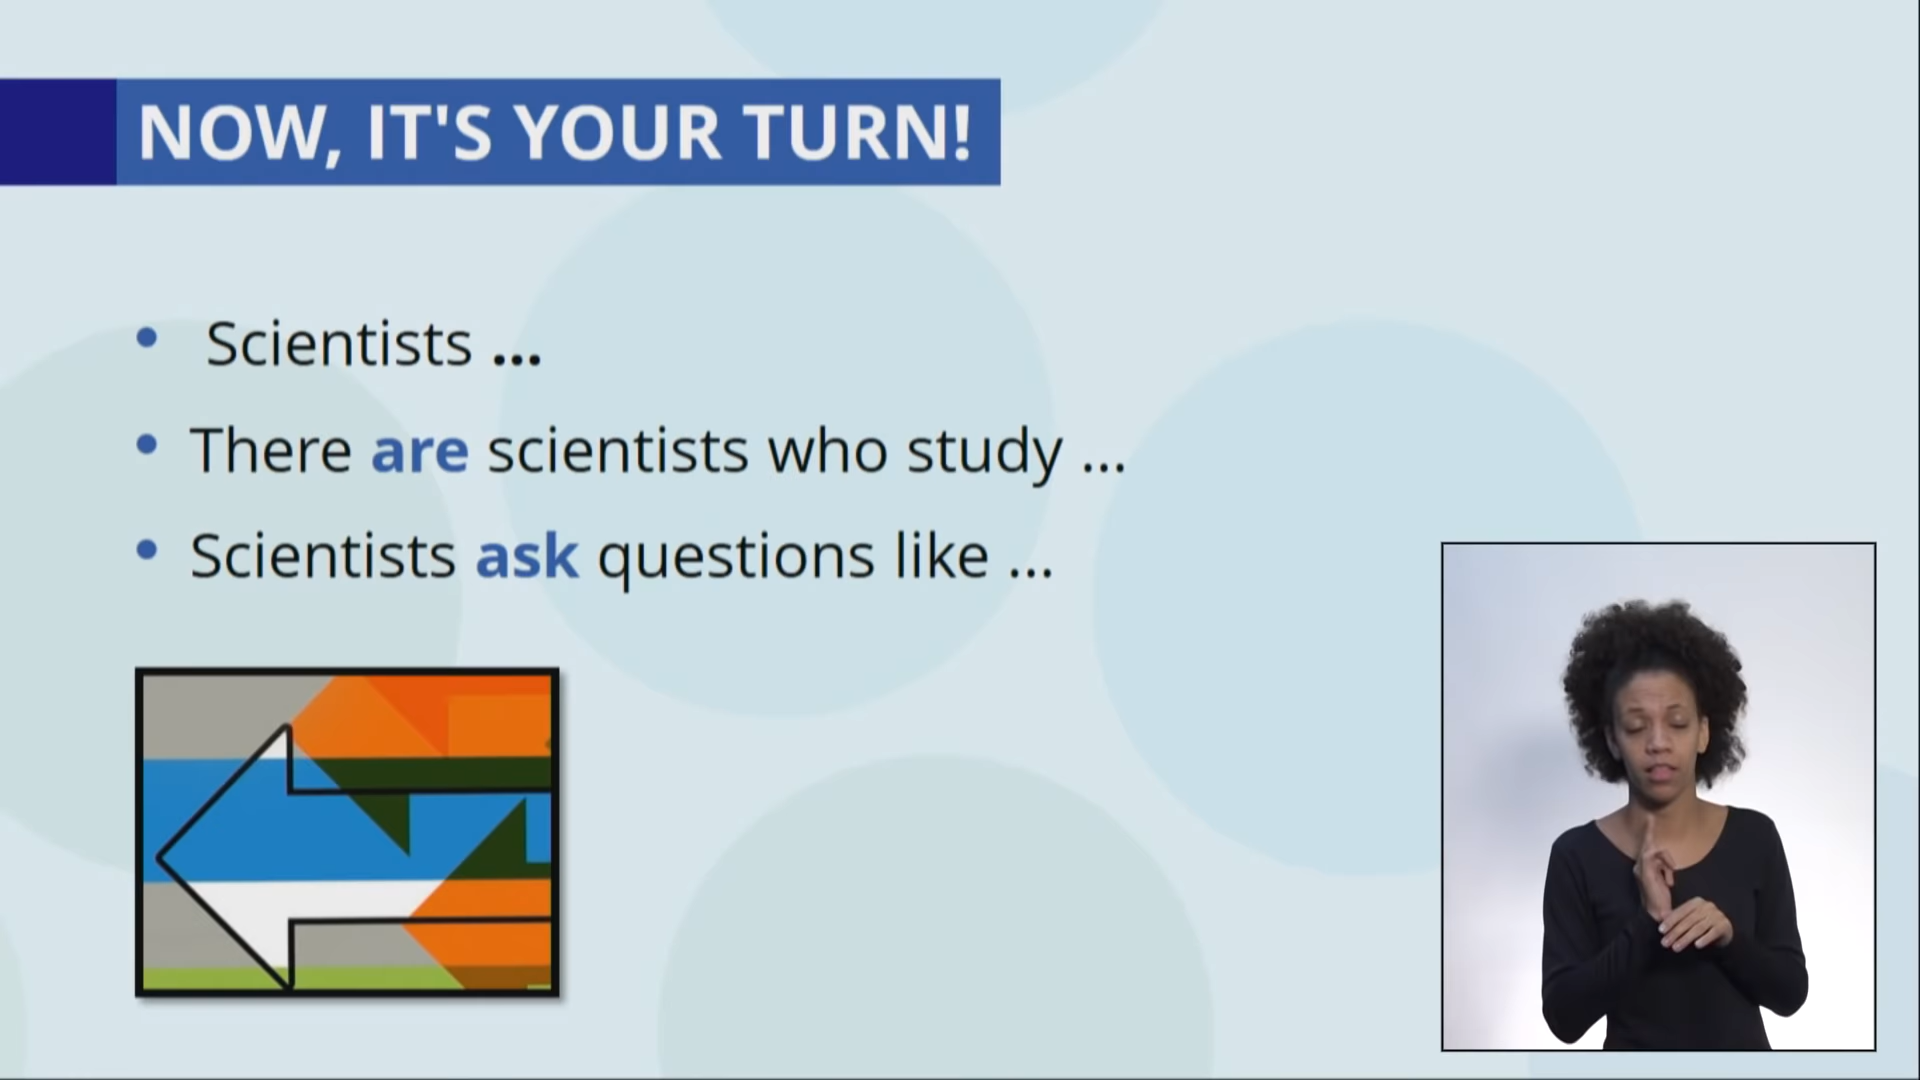 NOW, IT'S YOUR TURN!
Scientists ...
There are scientists who study ...
Scientists ask questions like ...